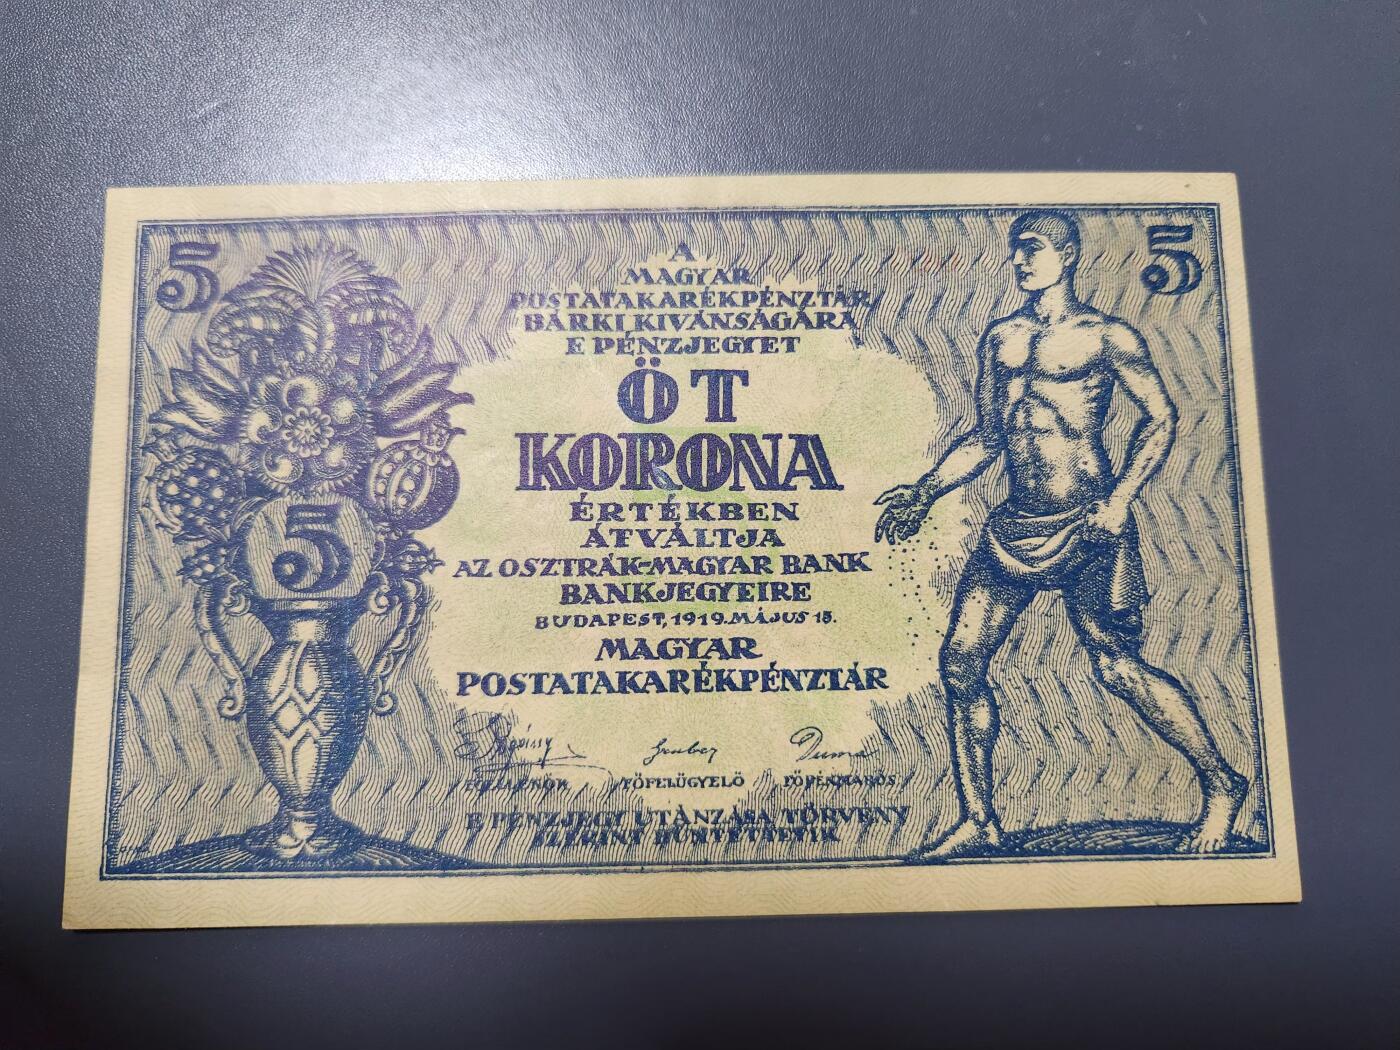 5
5
A
MAGYAR
POSTATAKARÉKPÉNZTÁR
BÁRKI KIVÁNSÁGÁRA
E PÉNZJEGYET
ÖT
KORONA
ÉRTÉKBEN
ÁTVÁLTJA
AZ OSZTRÁK-MAGYAR BANK
BANKJEGYEIRE
BUDAPEST, 1919. MÁJUS 15.
MAGYAR
POSTATAKARÉKPÉNZTÁR
5
FŐFELÜGYELŐ
E PÉNZJEGY UTÁNZÁSA TÖRVÉNY
SZERINT BÜNTETTETIK